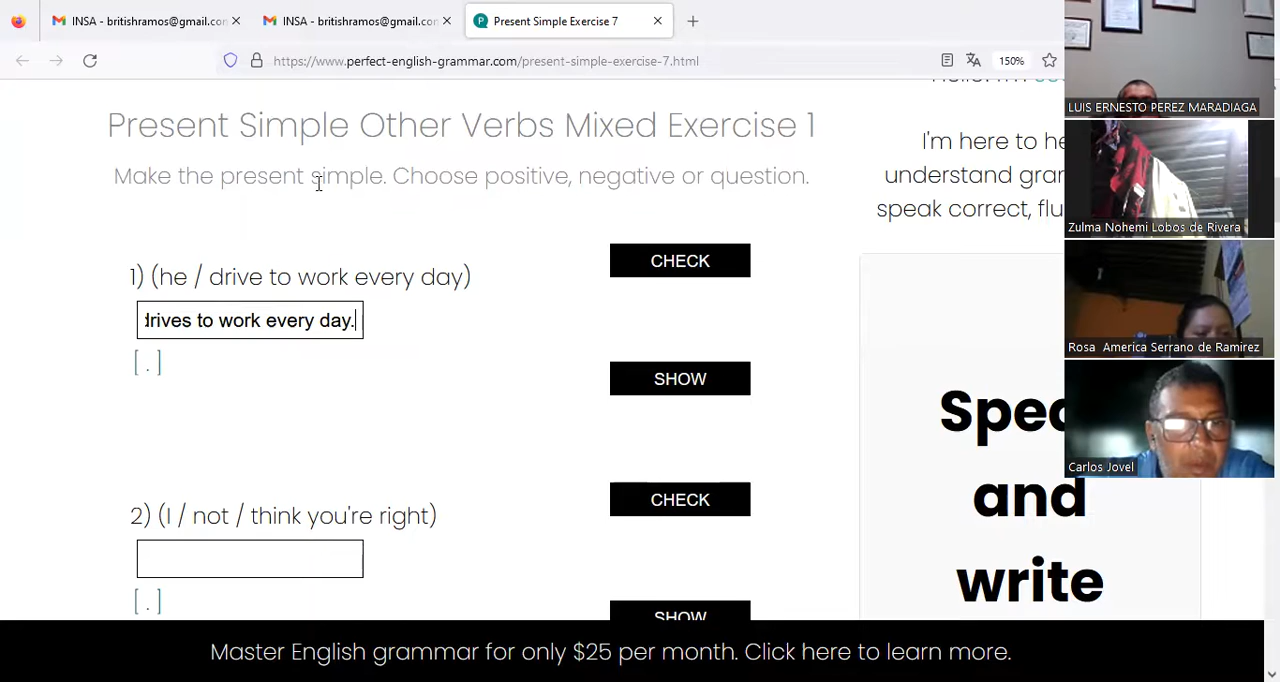 INSA - britishramos@gmail.con
INSA - britishramos@gmail.co
Present Simple Exercise 7
https://www.perfect-english-grammar.com/present-simple-exercise-7.html
150%
Present Simple Other Verbs Mixed Exercise 1
Make the present simple. Choose positive, negative or question.
I'm here to he
understand gran
speak correct, flu
1) (he / drive to work every day)
CHECK
drives to work every day.
[ . ]
SHOW
2) (I / not / think you're right)
CHECK
[ . ]
SHOW
Spea
and
write
Master English grammar for only $25 per month. Click here to learn more.
LUIS ERNESTO PEREZ MARADIAGA
Zulma Nohemi Lobos de Rivera
Rosa America Serrano de Ramirez
Carlos Jovel